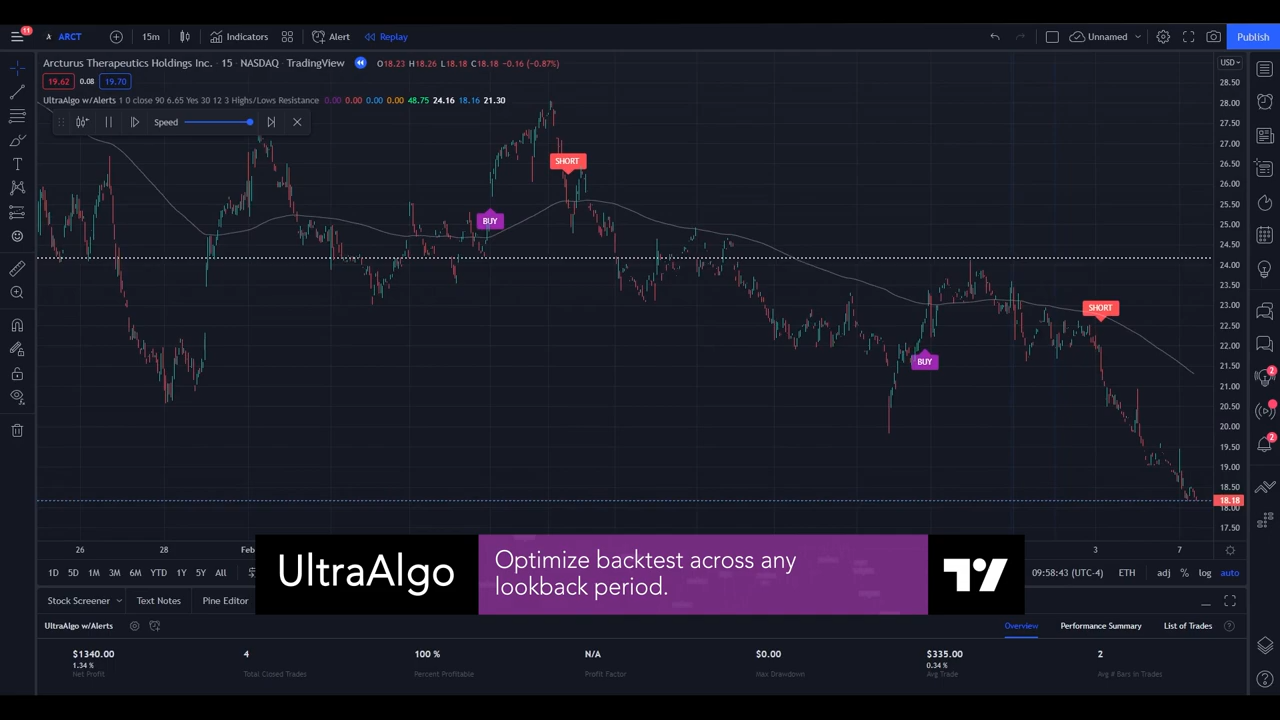 11
ARCT
15m
Indicators
Alert
Replay
Unnamed
Publish
Arcturus Therapeutics Holdings Inc. · 15 · NASDAQ · TradingView
O18.23 H18.26 L18.18 C18.18 −0.16 (−0.87%)
USD
19.62 0.08 19.70
28.50
UltraAlgo w/Alerts 1 0 close 90 6.65 Yes 30 12 3 Highs/Lows Resistance 0.00 0.00 0.00 0.00 48.75 24.16 18.16 21.30
28.00
Speed
27.50
27.00
SHORT
26.50
26.00
25.50
BUY
25.00
24.50
24.00
23.50
SHORT
23.00
22.50
22.00
BUY
21.50
21.00
2
20.50
20.00
2
19.50
19.00
18.50
18.18
18.00
17.50
26 28 Feb 3 7
UltraAlgo
Optimize backtest across any
lookback period.
1D 5D 1M 3M 6M YTD 1Y 5Y All
09:58:43 (UTC-4) ETH adj % log auto
Stock Screener Text Notes Pine Editor
UltraAlgo w/Alerts
Overview Performance Summary List of Trades
$1340.00 4 100 % N/A $0.00 $335.00 2
1.34 % 0.34 %
Net Profit Total Closed Trades Percent Profitable Profit Factor Max Drawdown Avg Trade Avg # Bars in Trades